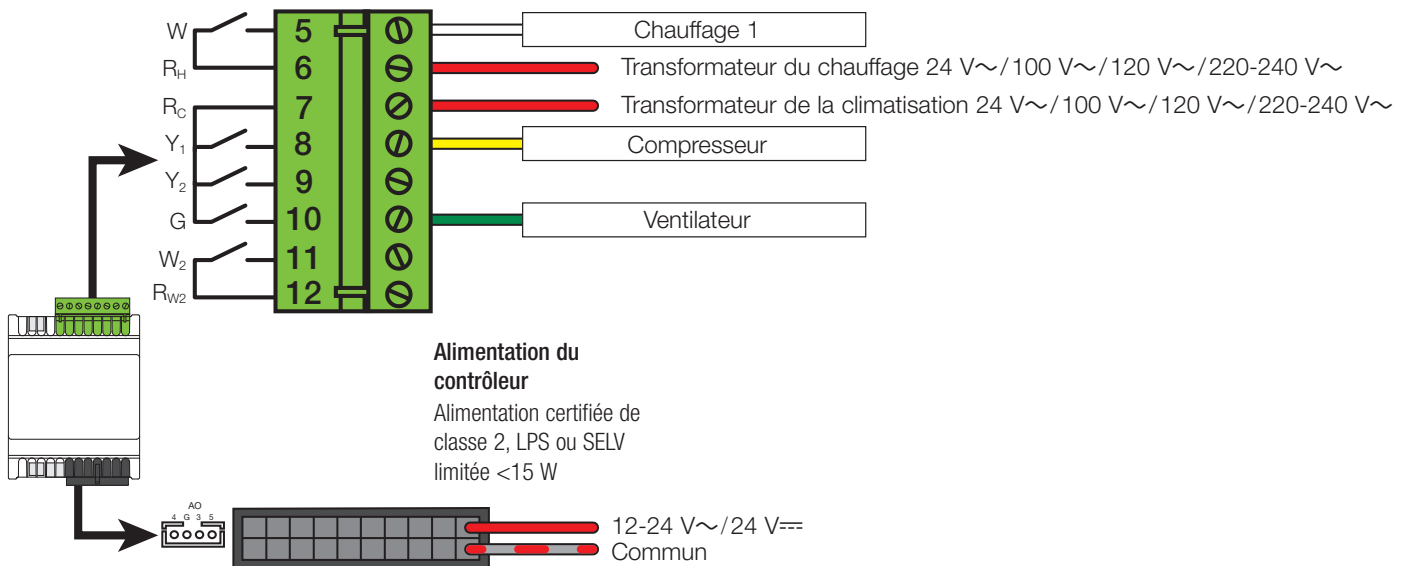 W 5 Chauffage 1
RH 6 Transformateur du chauffage 24 V～/100 V～/120 V～/220-240 V～
RC 7 Transformateur de la climatisation 24 V～/100 V～/120 V～/220-240 V～
Y1 8 Compresseur
Y2 9
G 10 Ventilateur
W2 11
RW2 12
Alimentation du
contrôleur
Alimentation certifiée de
classe 2, LPS ou SELV
limitée <15 W
AO
4 G 3 5
12-24 V～/24 V⎓
Commun